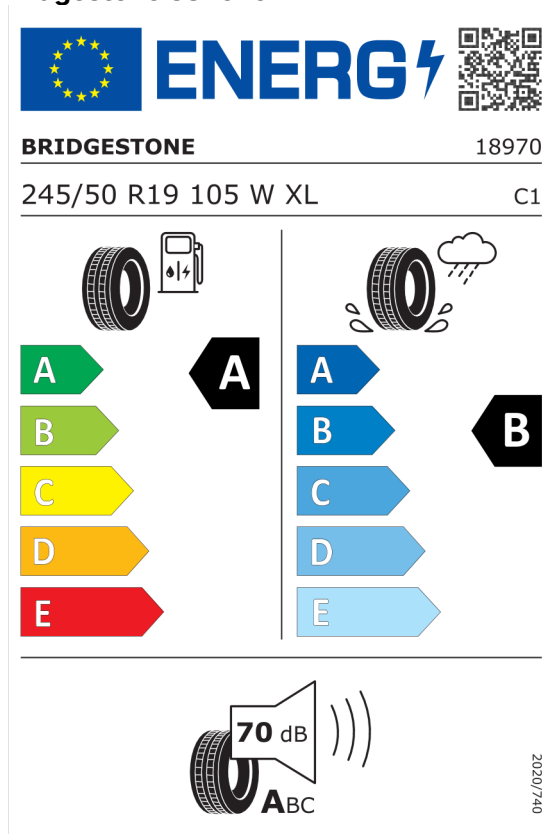 ENERG
BRIDGESTONE 18970
245/50 R19 105 W XL C1
A A
B B
C
D
E
A
B B
C
D
E
70 dB
ABC
2020/740